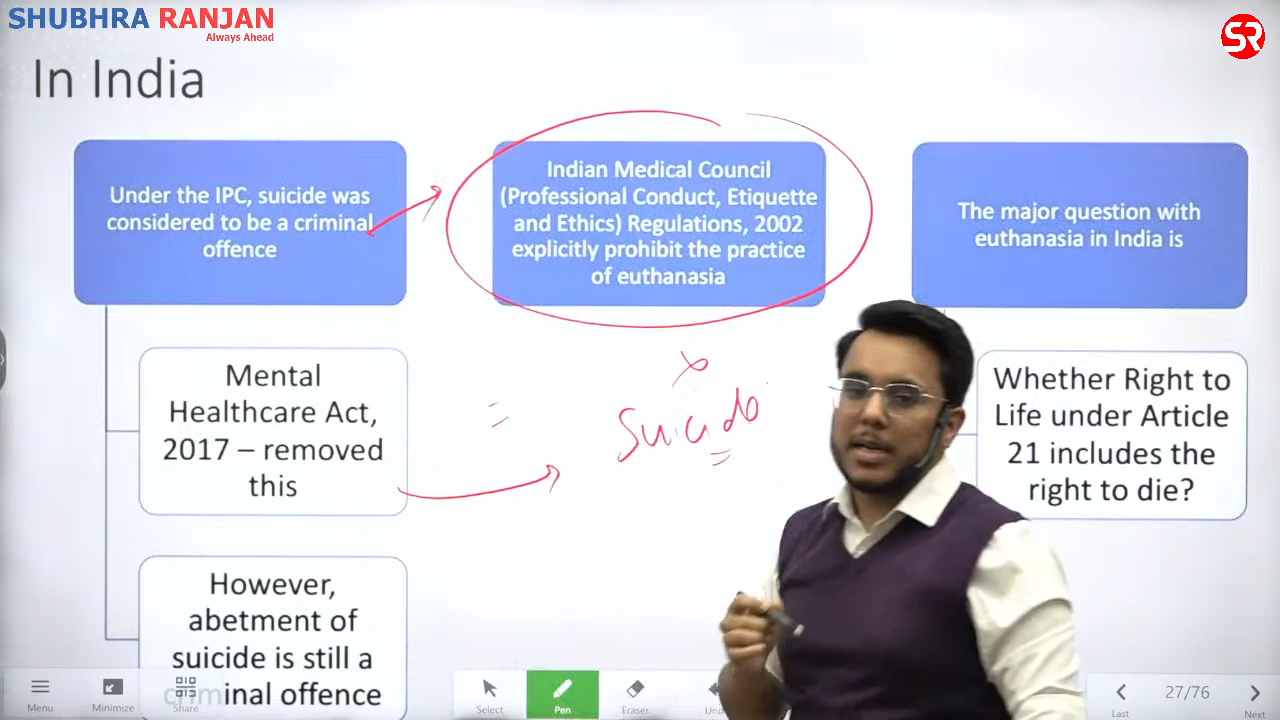 SHUBHRA RANJAN
Always Ahead
SR
In India
Under the IPC, suicide was
considered to be a criminal
offence
Indian Medical Council
(Professional Conduct, Etiquette
and Ethics) Regulations, 2002
explicitly prohibit the practice
of euthanasia
The major question with
euthanasia in India is
Mental
Healthcare Act,
2017 – removed
this
Suicide
Whether Right to
Life under Article
21 includes the
right to die?
However,
abetment of
suicide is still a
criminal offence
Menu
Minimize
Share
Select
Pen
Eraser
Last
27/76
Next